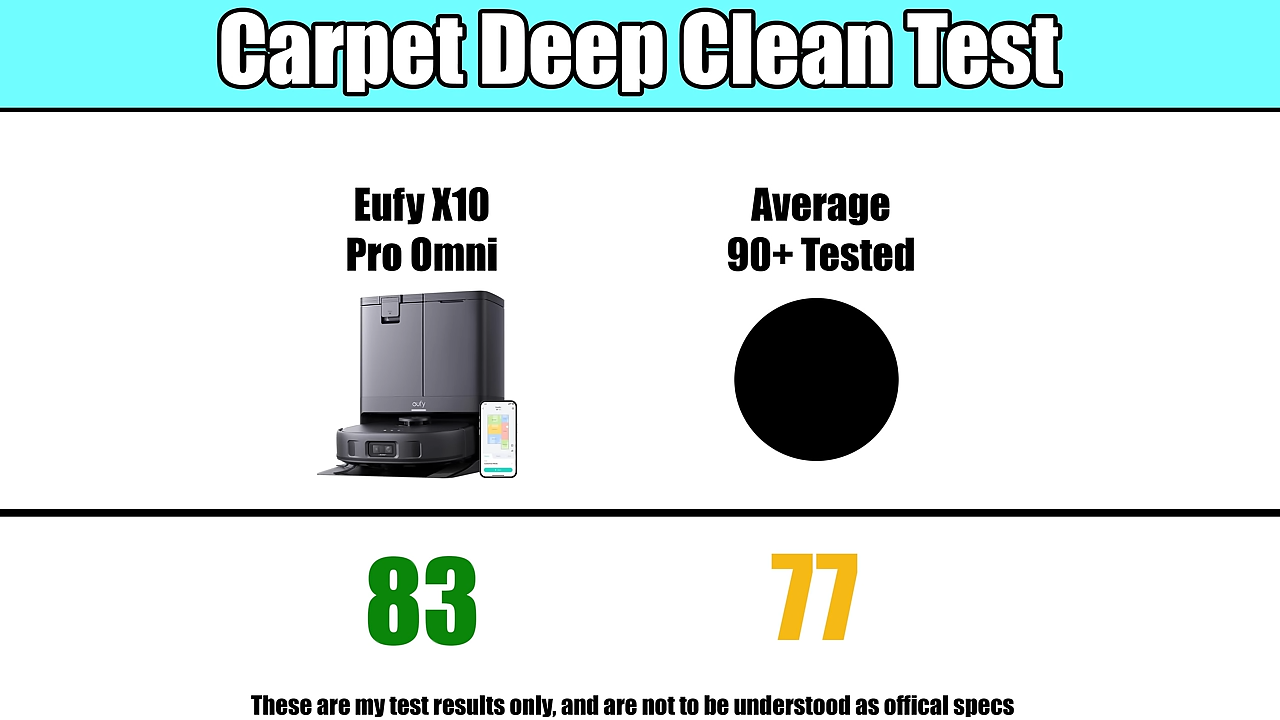 Carpet Deep Clean Test
Eufy X10
Pro Omni
Average
90+ Tested
eufy
83
77
These are my test results only, and are not to be understood as offical specs